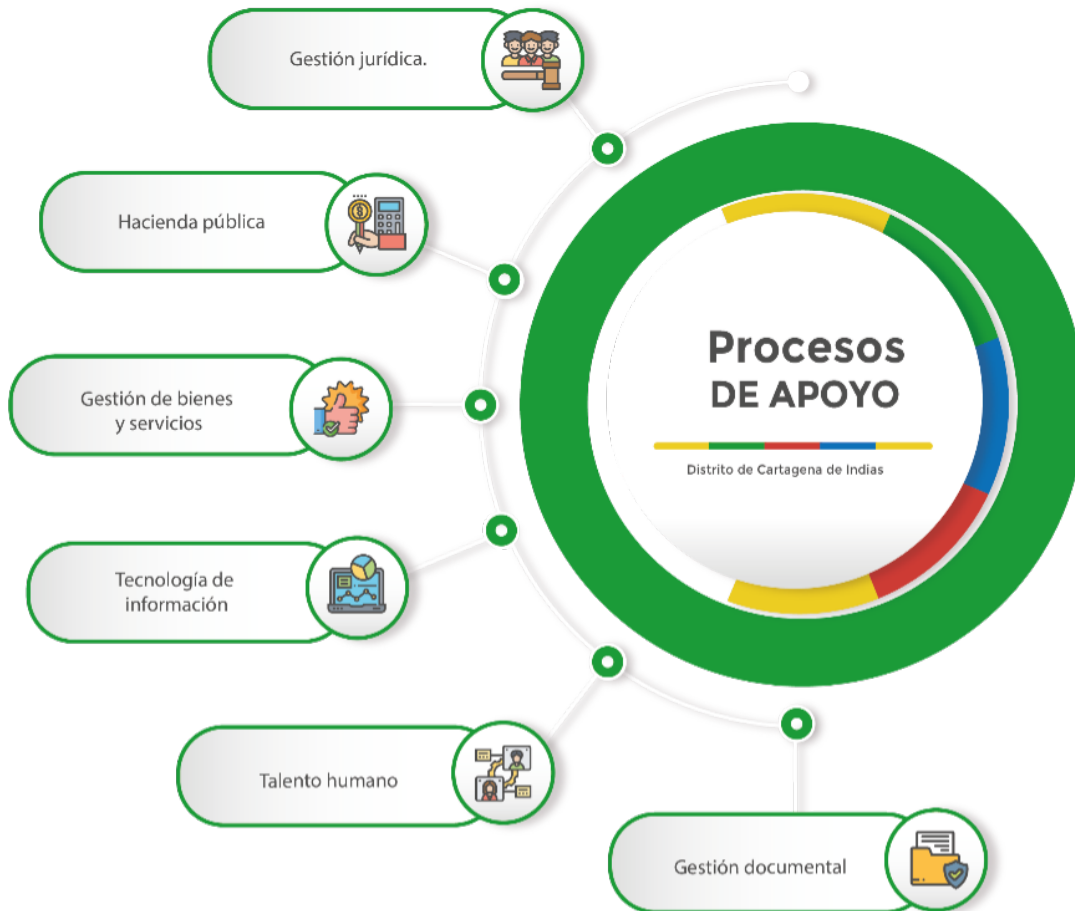 Gestión jurídica.
Hacienda pública
Gestión de bienes
y servicios
Tecnología de
información
Talento humano
Gestión documental
Procesos
DE APOYO
Distrito de Cartagena de Indias